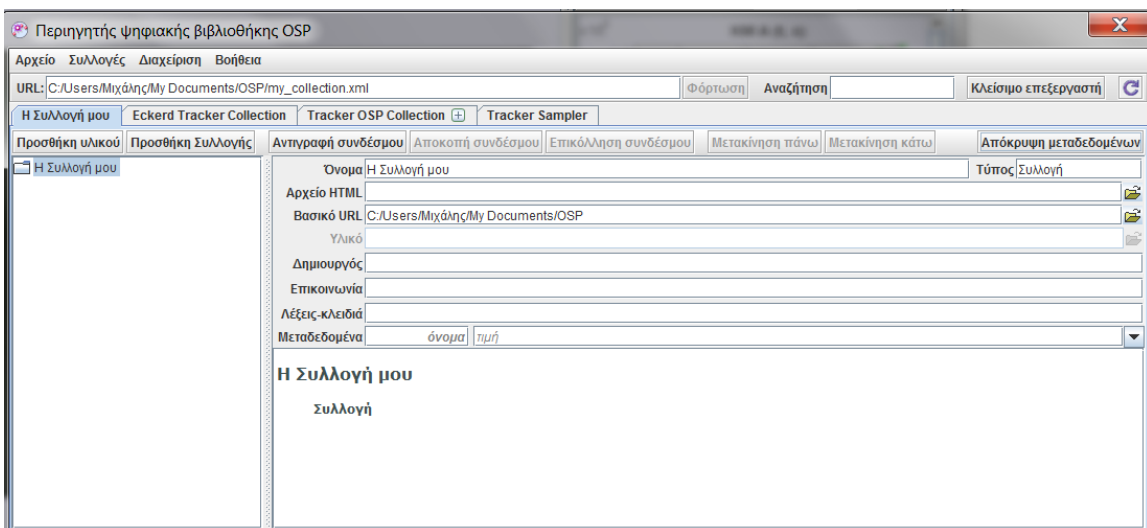 Περιηγητής ψηφιακής βιβλιοθήκης OSP
Αρχείο Συλλογές Διαχείριση Βοήθεια
URL: C:/Users/Μιχάλης/My Documents/OSP/my_collection.xml Φόρτωση Αναζήτηση Κλείσιμο επεξεργαστή
Η Συλλογή μου Eckerd Tracker Collection Tracker OSP Collection Tracker Sampler
Προσθήκη υλικού Προσθήκη Συλλογής Αντιγραφή συνδέσμου Αποκοπή συνδέσμου Επικόλληση συνδέσμου Μετακίνηση πάνω Μετακίνηση κάτω Απόκρυψη μεταδεδομένων
Η Συλλογή μου Όνομα Η Συλλογή μου Τύπος Συλλογή
Αρχείο HTML
Βασικό URL C:/Users/Μιχάλης/My Documents/OSP
Υλικό
Δημιουργός
Επικοινωνία
Λέξεις-κλειδιά
Μεταδεδομένα όνομα τιμή
Η Συλλογή μου
Συλλογή